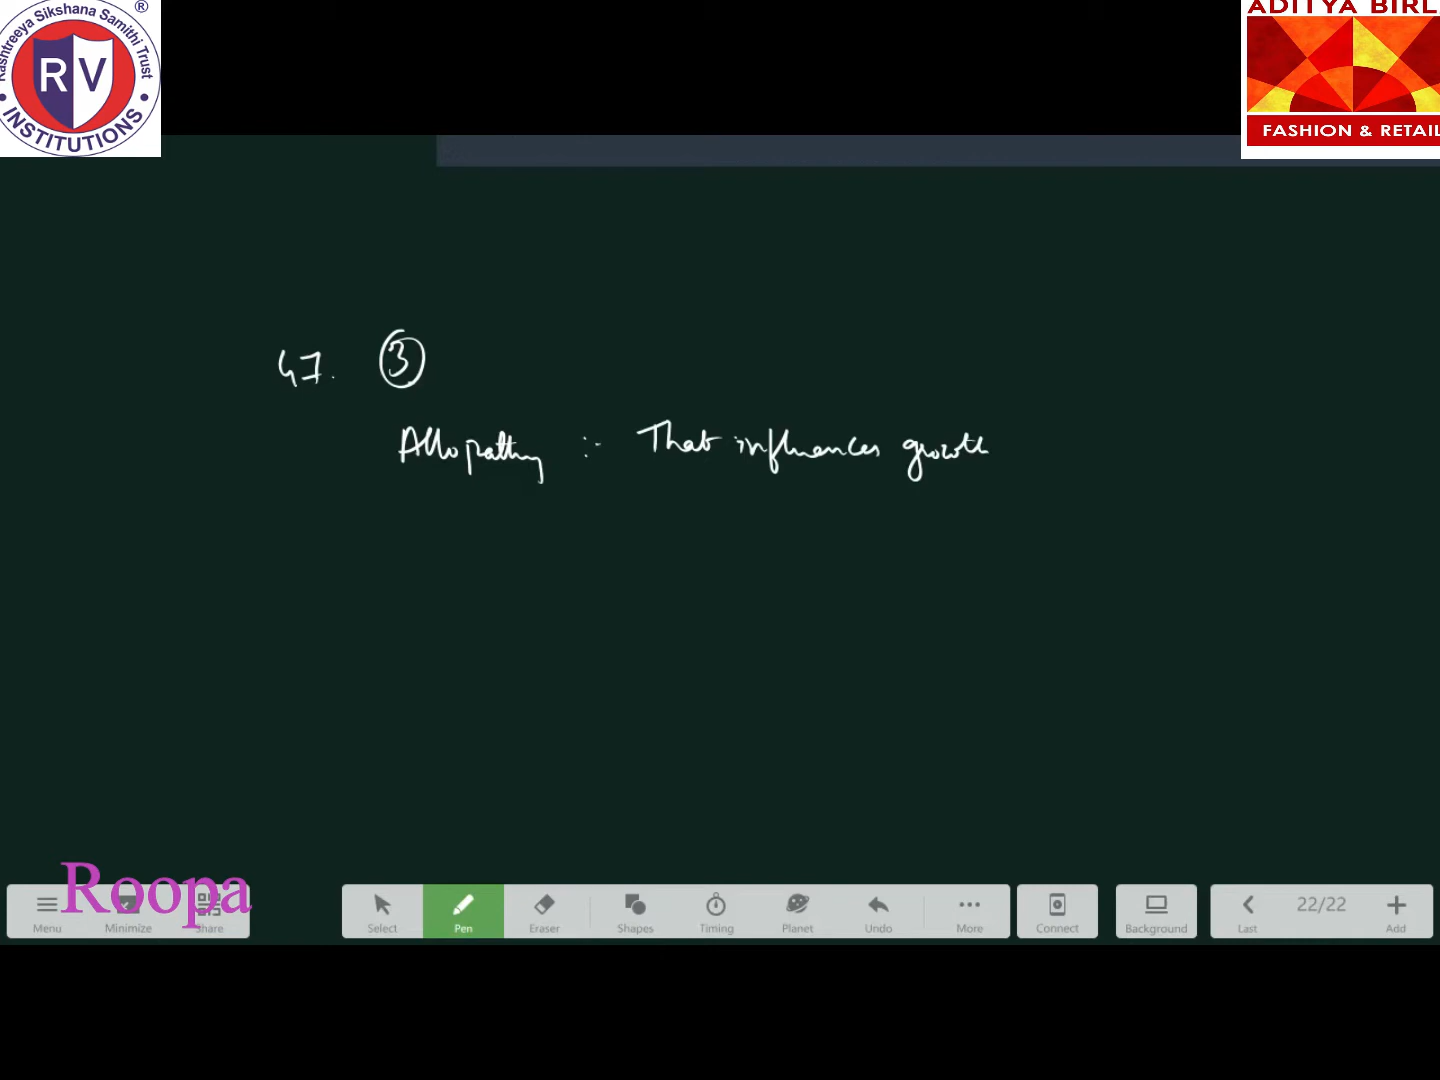 Rashtreeya Sikshana Samithi Trust
®
RV
INSTITUTIONS
ADITYA BIRL
FASHION & RETAIL
47. 3
Allopathy :- That influences growth
Roopa
Menu Minimize Share Select Pen Eraser Shapes Timing Planet Undo More Connect Background Last 22/22 Add